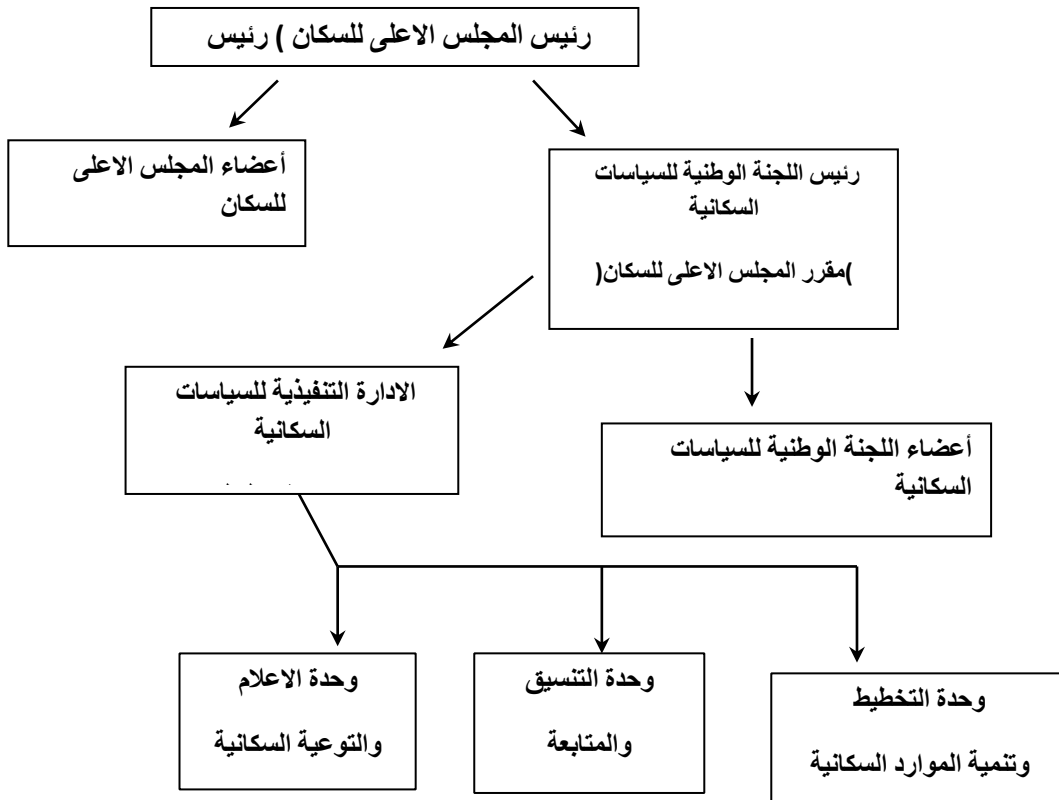 رئيس المجلس الاعلى للسكان ) رئيس
أعضاء المجلس الاعلى
للسكان
رئيس اللجنة الوطنية للسياسات
السكانية
)مقرر المجلس الاعلى للسكان(
الادارة التنفيذية للسياسات
السكانية
أعضاء اللجنة الوطنية للسياسات
السكانية
وحدة التخطيط
وتنمية الموارد السكانية
وحدة التنسيق
والمتابعة
وحدة الاعلام
والتوعية السكانية